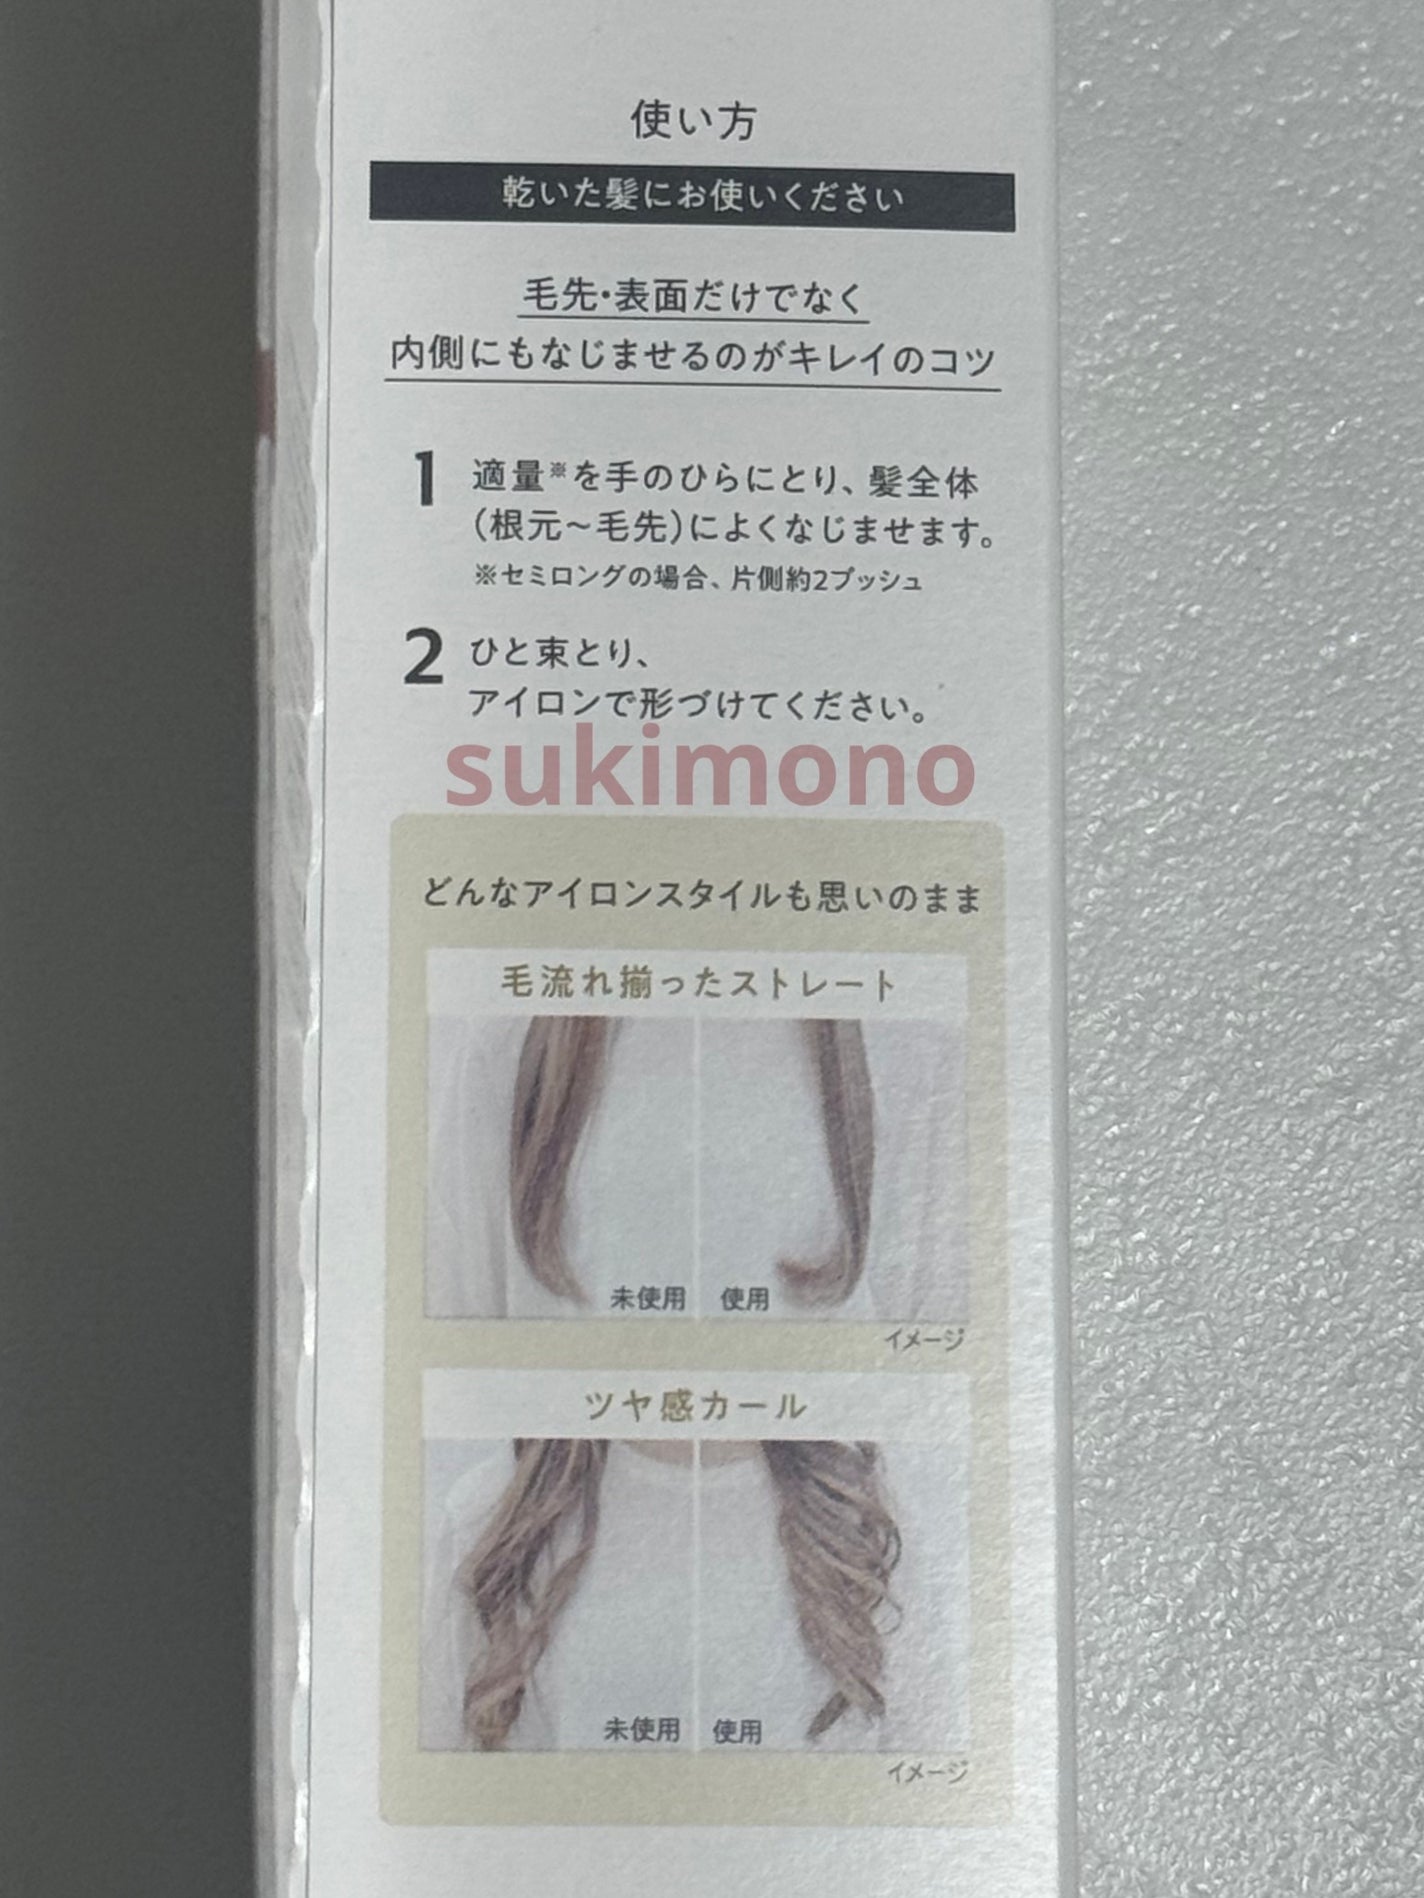 使い方
乾いた髪にお使いください
毛先・表面だけでなく
内側にもなじませるのがキレイのコツ
1 適量※を手のひらにとり、髪全体
(根元～毛先)によくなじませます。
※セミロングの場合、片側約2プッシュ
2 ひと束とり、
アイロンで形づけてください。
sukimono
どんなアイロンスタイルも思いのまま
毛流れ揃ったストレート
未使用 使用
イメージ
ツヤ感カール
未使用 使用
イメージ